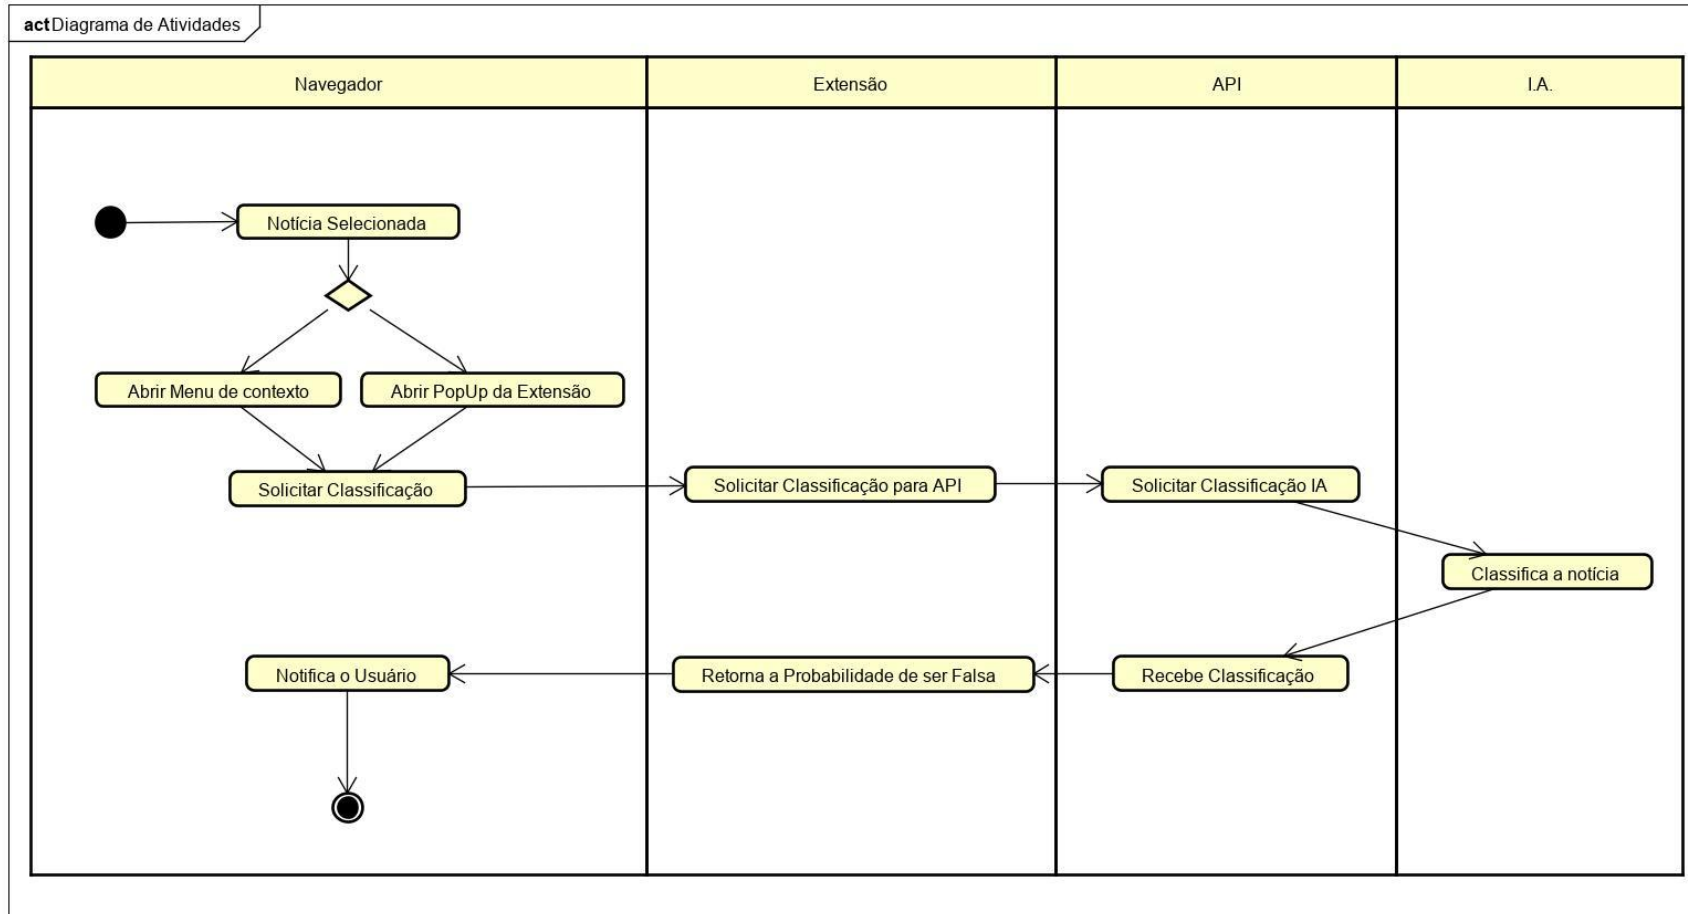 act Diagrama de Atividades
Navegador
Extensão
API
I.A.
Notícia Selecionada
Abrir Menu de contexto
Abrir PopUp da Extensão
Solicitar Classificação
Solicitar Classificação para API
Solicitar Classificação IA
Classifica a notícia
Notifica o Usuário
Retorna a Probabilidade de ser Falsa
Recebe Classificação